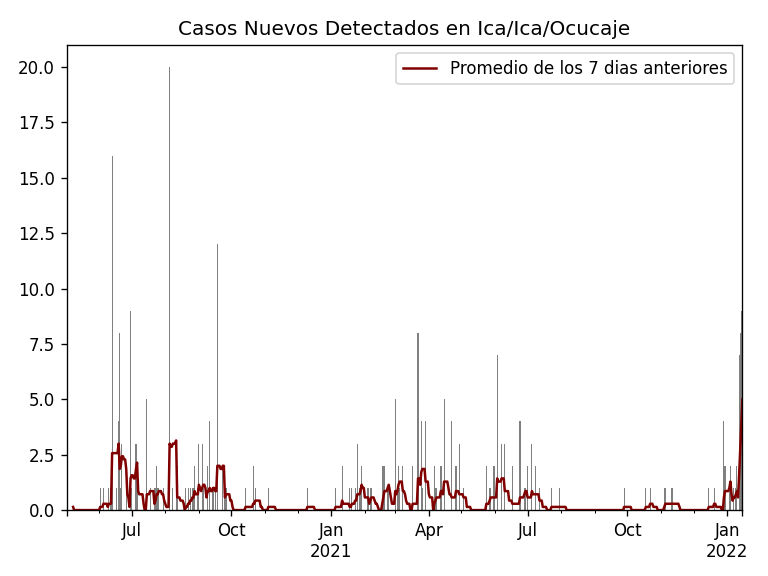 Casos Nuevos Detectados en Ica/Ica/Ocucaje
Promedio de los 7 dias anteriores
20.0
17.5
15.0
12.5
10.0
7.5
5.0
2.5
0.0
Jul
Oct
Jan
2021
Apr
Jul
Oct
Jan
2022